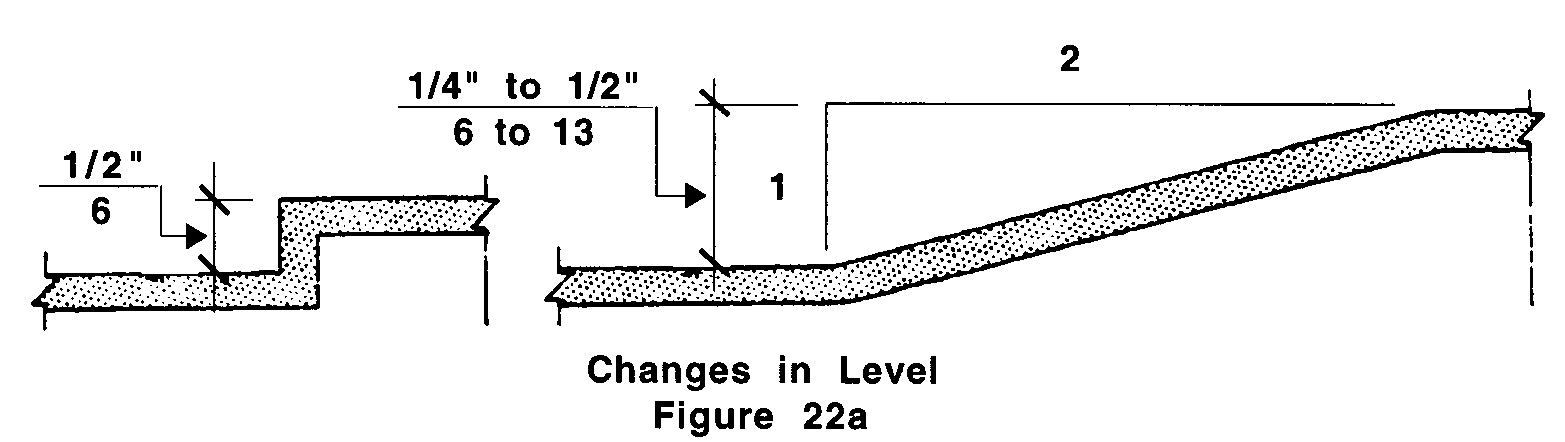 1/2"
6
1/4" to 1/2"
6 to 13
1
2
Changes in Level
Figure 22a